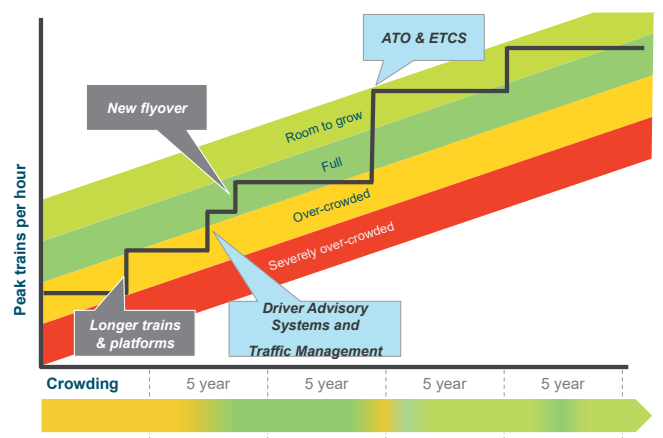 ATO & ETCS
New flyover
Room to grow
Full
Over-crowded
Severely over-crowded
Peak trains per hour
Longer trains
& platforms
Driver Advisory
Systems and
Traffic Management
Crowding
5 year
5 year
5 year
5 year